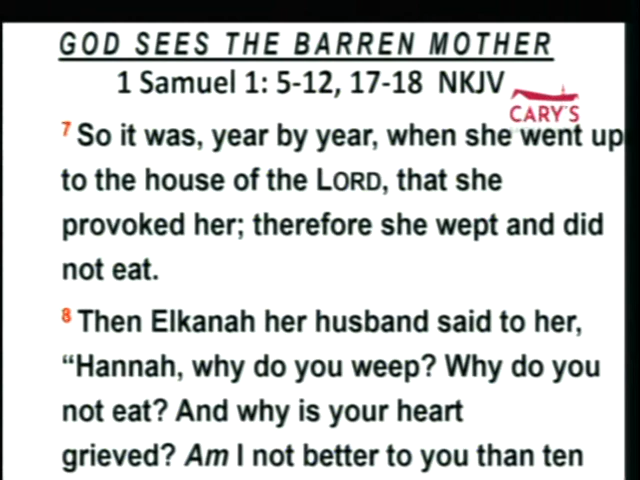 GOD SEES THE BARREN MOTHER
1 Samuel 1: 5-12, 17-18 NKJV
CARY'S
7 So it was, year by year, when she went up
to the house of the LORD, that she
provoked her; therefore she wept and did
not eat.
8 Then Elkanah her husband said to her,
“Hannah, why do you weep? Why do you
not eat? And why is your heart
grieved? Am I not better to you than ten